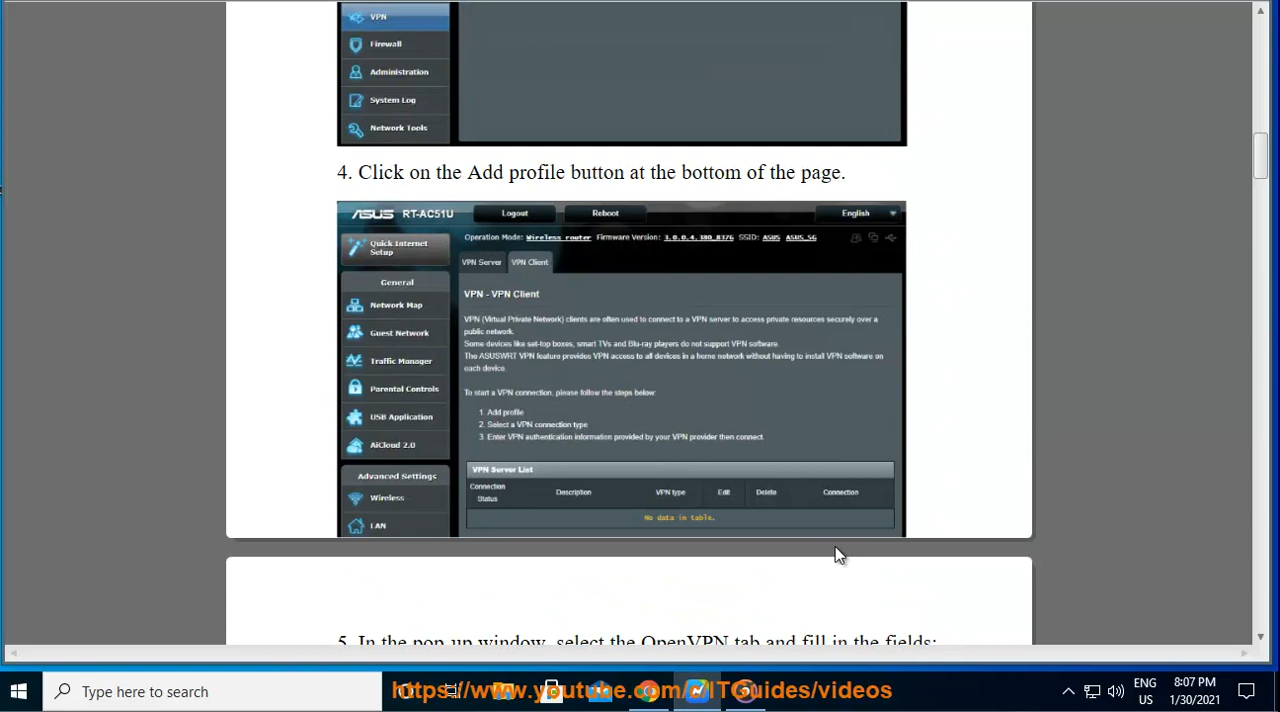 VPN
Firewall
Administration
System Log
Network Tools
4. Click on the Add profile button at the bottom of the page.
ASUS RT-AC51U Logout Reboot English
Quick Internet
Setup
Operation Mode: Wireless router Firmware Version: 3.0.0.4.380_8376 SSID: ASUS ASUS_5G
VPN Server VPN Client
General
Network Map
Guest Network
Traffic Manager
Parental Controls
USB Application
AiCloud 2.0
Advanced Settings
Wireless
LAN
VPN - VPN Client
VPN (Virtual Private Network) clients are often used to connect to a VPN server to access private resources securely over a
public network.
Some devices like set-top boxes, smart TVs and Blu-ray players do not support VPN software.
The ASUSWRT VPN feature provides VPN access to all devices in a home network without having to install VPN software on
each device.
To start a VPN connection, please follow the steps below:
1. Add profile
2. Select a VPN connection type
3. Enter VPN authentication information provided by your VPN provider then connect.
VPN Server List
Connection
Status Description VPN type Edit Delete Connection
No data in table.
5. In the pop up window, select the OpenVPN tab and fill in the fields:
Type here to search
https://www.youtube.com/c/ITGuides/videos
ENG
US
8:07 PM
1/30/2021